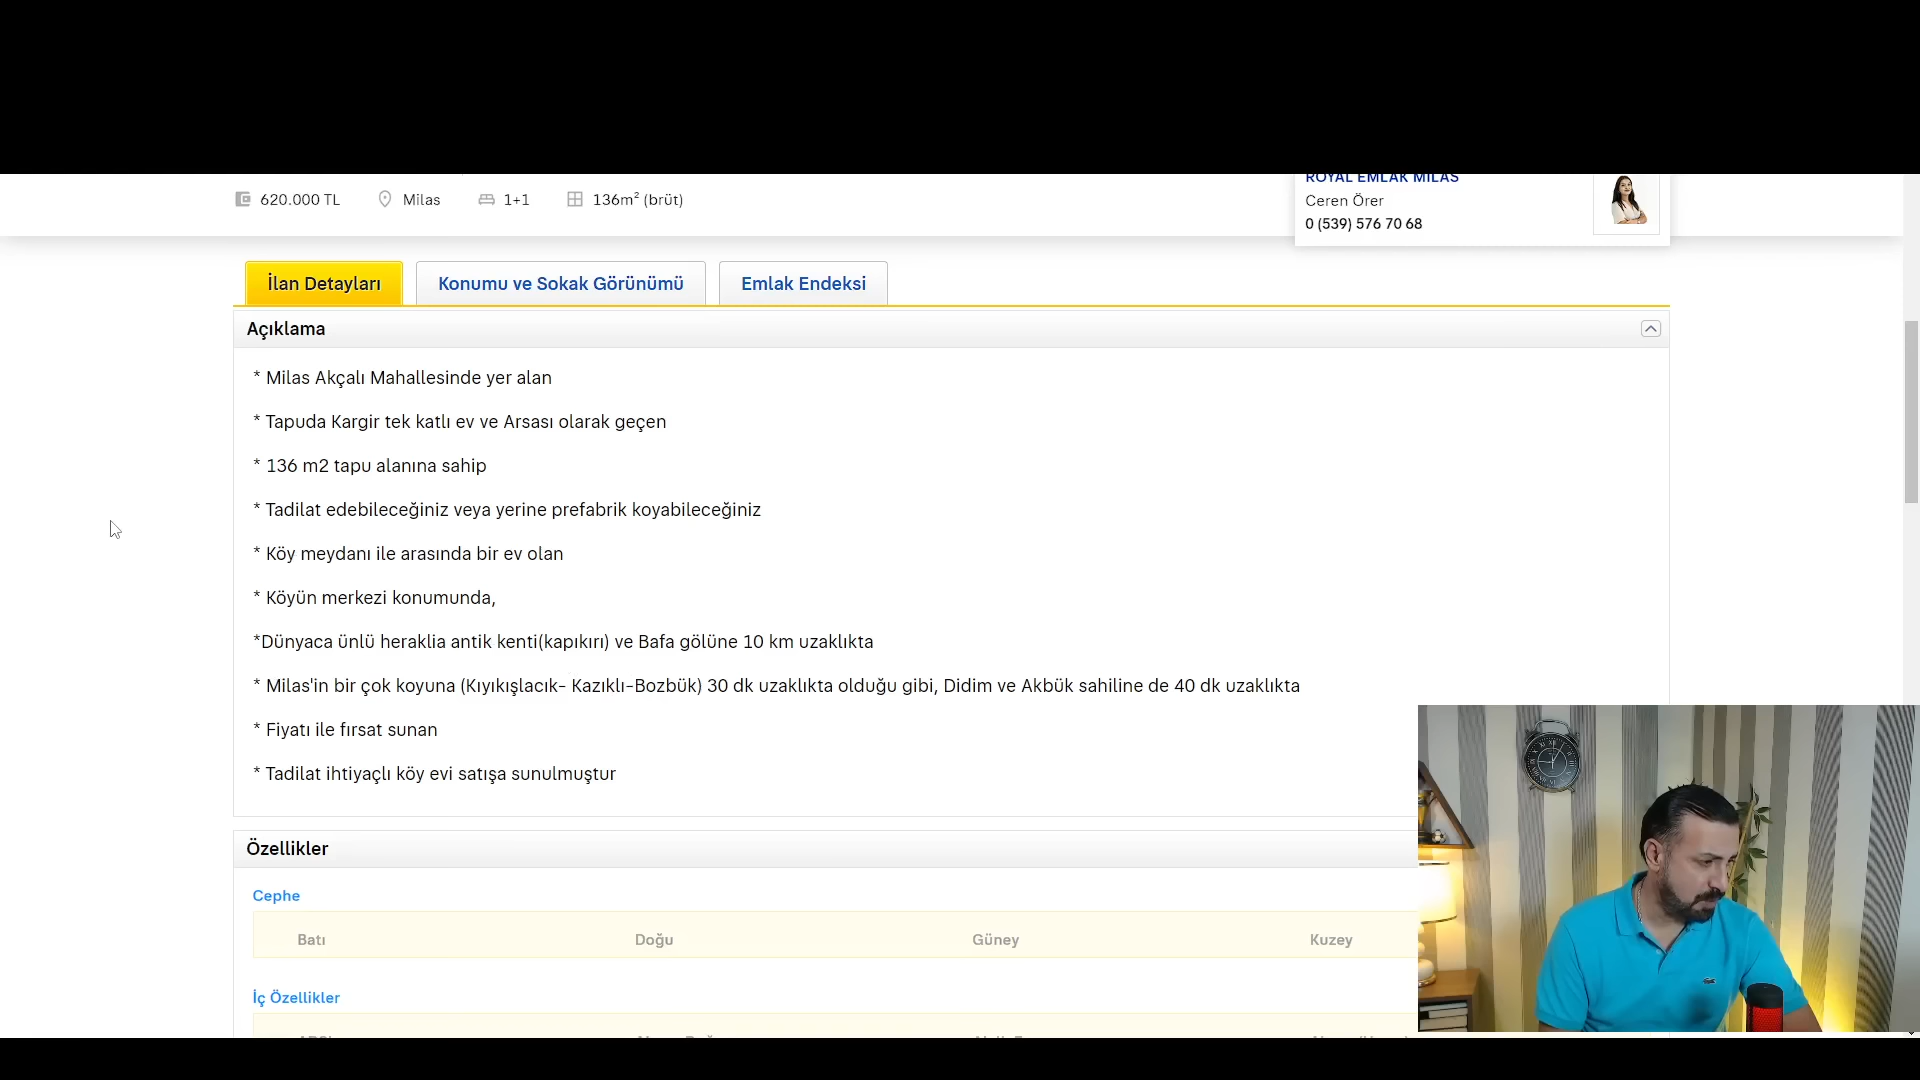 620.000 TL
Milas
1+1
136m² (brüt)
ROYAL EMLAK MİLAS
Ceren Örer
0 (539) 576 70 68
İlan Detayları
Konumu ve Sokak Görünümü
Emlak Endeksi
Açıklama
* Milas Akçalı Mahallesinde yer alan
* Tapuda Kargir tek katlı ev ve Arsası olarak geçen
* 136 m2 tapu alanına sahip
* Tadilat edebileceğiniz veya yerine prefabrik koyabileceğiniz
* Köy meydanı ile arasında bir ev olan
* Köyün merkezi konumunda,
*Dünyaca ünlü heraklia antik kenti(kapıkırı) ve Bafa gölüne 10 km uzaklıkta
* Milas'in bir çok koyuna (Kıyıkışlacık- Kazıklı-Bozbük) 30 dk uzaklıkta olduğu gibi, Didim ve Akbük sahiline de 40 dk uzaklıkta
* Fiyatı ile fırsat sunan
* Tadilat ihtiyaçlı köy evi satışa sunulmuştur
Özellikler
Cephe
Batı
Doğu
Güney
Kuzey
İç Özellikler